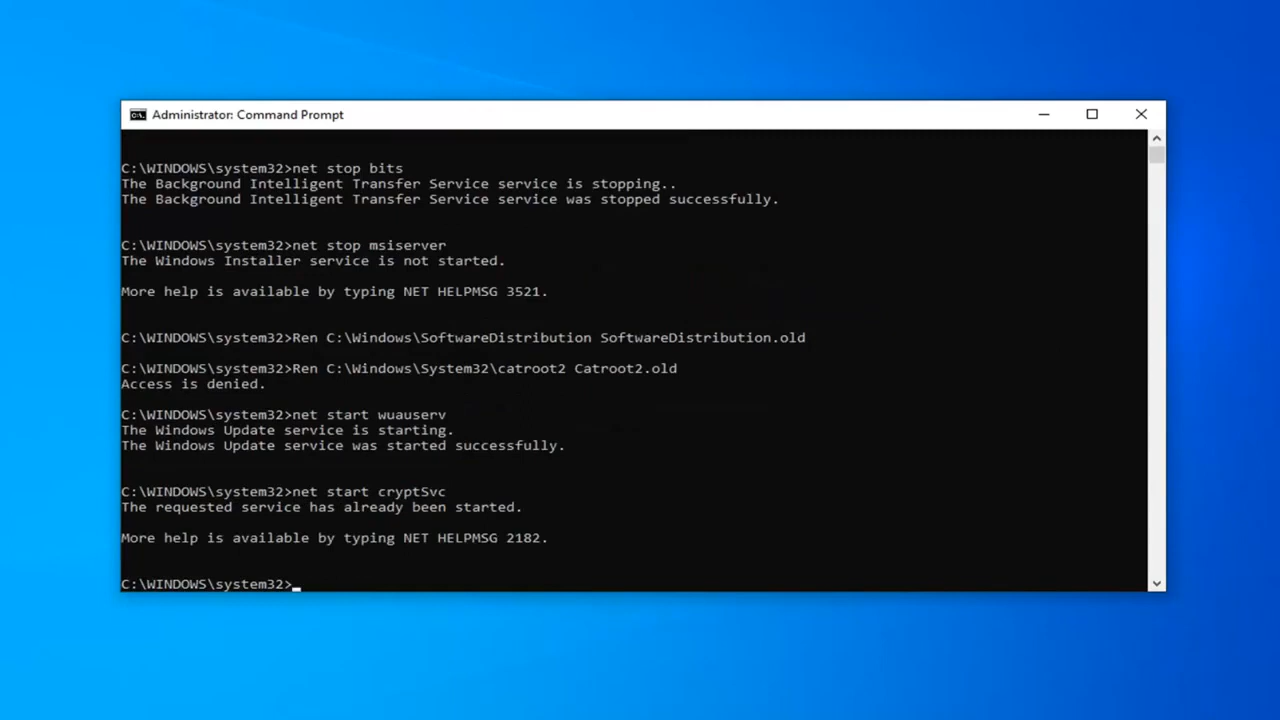 Administrator: Command Prompt
C:\WINDOWS\system32>net stop bits
The Background Intelligent Transfer Service service is stopping..
The Background Intelligent Transfer Service service was stopped successfully.
C:\WINDOWS\system32>net stop msiserver
The Windows Installer service is not started.
More help is available by typing NET HELPMSG 3521.
C:\WINDOWS\system32>Ren C:\Windows\SoftwareDistribution SoftwareDistribution.old
C:\WINDOWS\system32>Ren C:\Windows\System32\catroot2 Catroot2.old
Access is denied.
C:\WINDOWS\system32>net start wuauserv
The Windows Update service is starting.
The Windows Update service was started successfully.
C:\WINDOWS\system32>net start cryptSvc
The requested service has already been started.
More help is available by typing NET HELPMSG 2182.
C:\WINDOWS\system32>